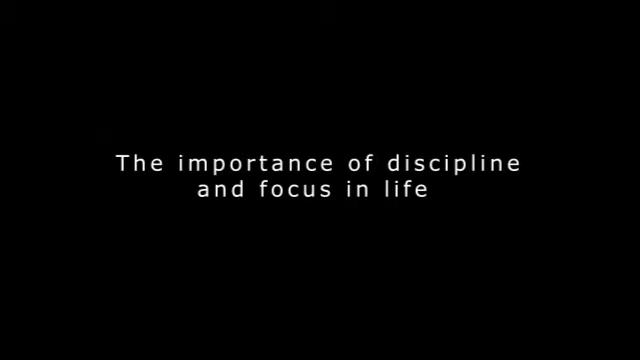 The importance of discipline
and focus in life